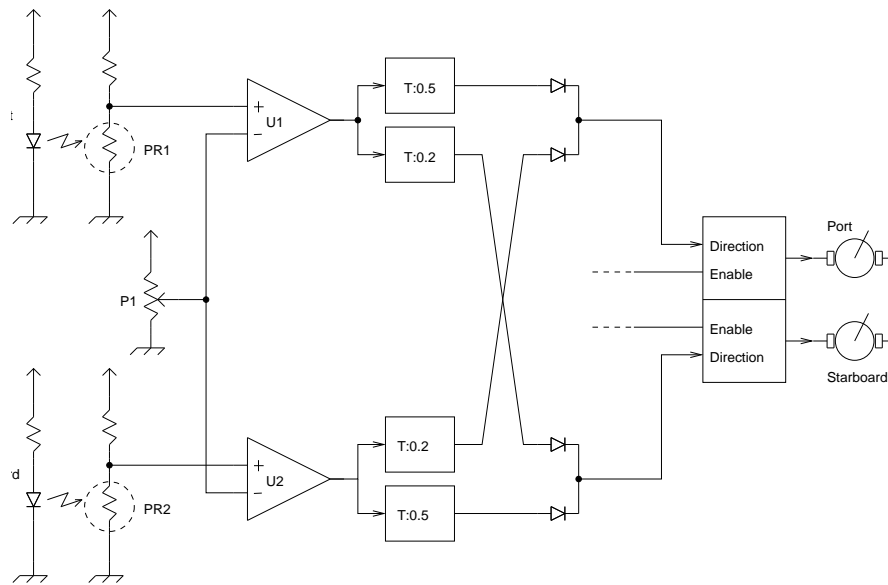 T:0.5
+
U1
−
PR1
T:0.2
Port
Direction
Enable
P1
Enable
Direction
Starboard
T:0.2
+
U2
−
PR2
T:0.5